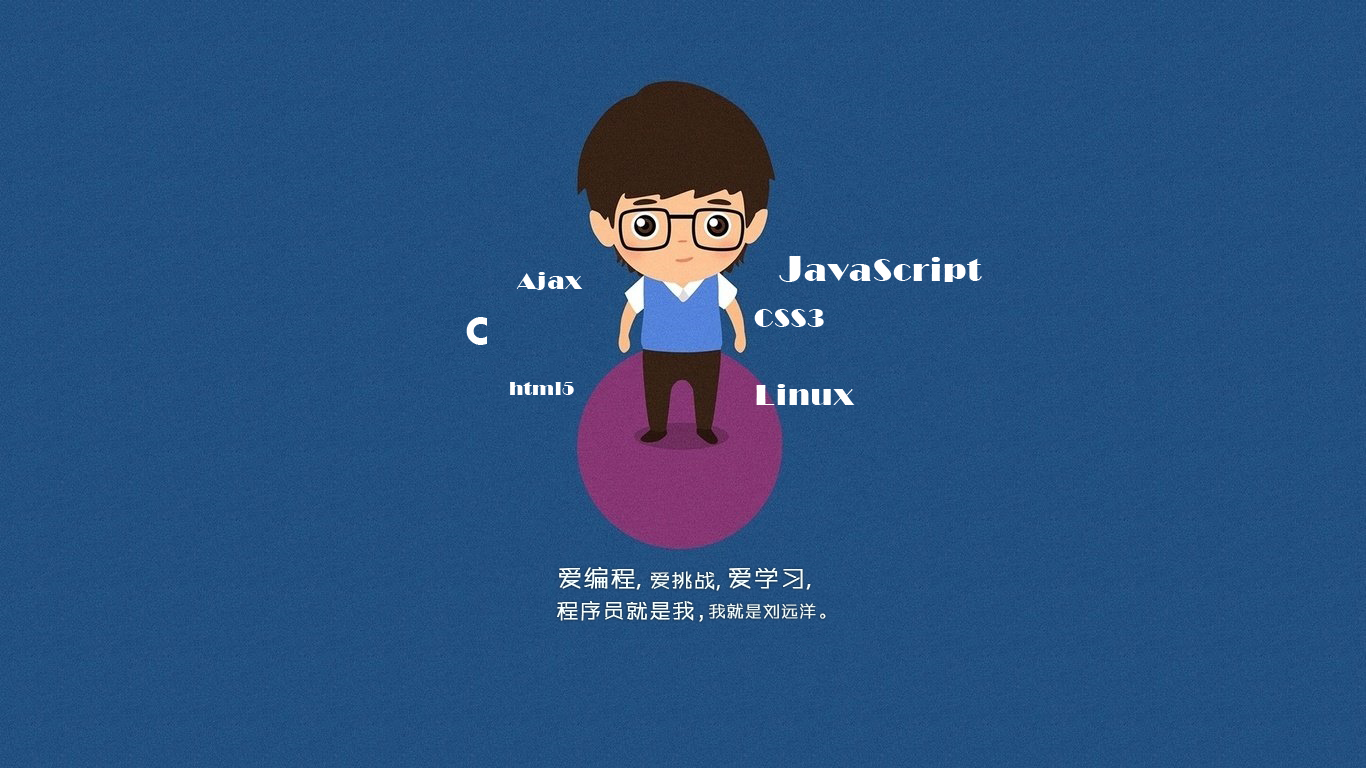 JavaScript
Ajax
CSS3
C
html5
Linux
爱编程, 爱挑战, 爱学习,
程序员就是我, 我就是刘远洋。